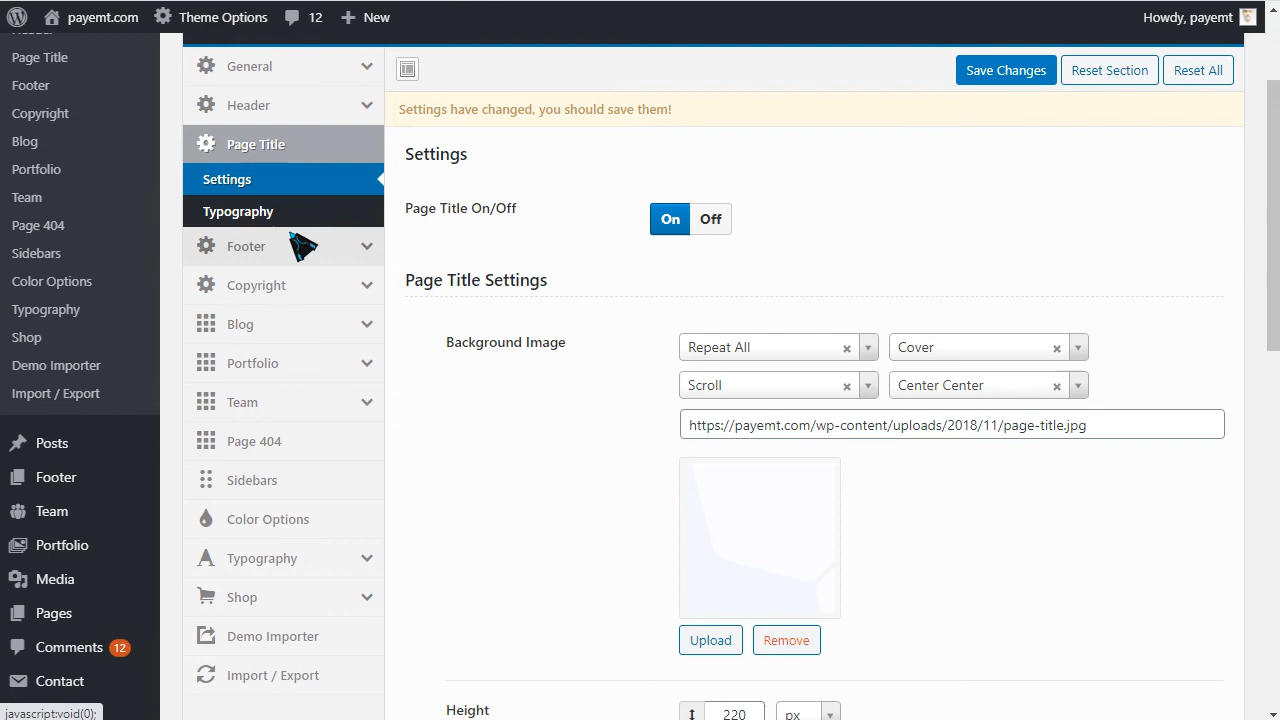 payemt.com
Theme Options
12
New
Howdy, payemt
Header
Page Title
Footer
Copyright
Blog
Portfolio
Team
Page 404
Sidebars
Color Options
Typography
Shop
Demo Importer
Import / Export
Posts
Footer
Team
Portfolio
Media
Pages
Comments 12
Contact
javascript:void(0);
General
Header
Page Title
Settings
Typography
Footer
Copyright
Blog
Portfolio
Team
Page 404
Sidebars
Color Options
Typography
Shop
Demo Importer
Import / Export
Save Changes
Reset Section
Reset All
Settings have changed, you should save them!
Settings
Page Title On/Off
On Off
Page Title Settings
Background Image
Repeat All
Cover
Scroll
Center Center
https://payemt.com/wp-content/uploads/2018/11/page-title.jpg
Upload
Remove
Height
220
px